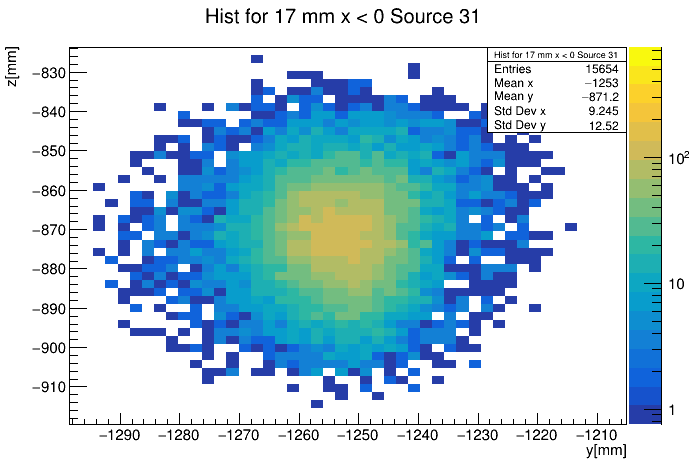 Hist for 17 mm x < 0 Source 31
z[mm]
Hist for 17 mm x < 0 Source 31
Entries 15654
Mean x −1253
Mean y −871.2
Std Dev x 9.245
Std Dev y 12.52
−830
−840
−850
−860
−870
−880
−890
−900
−910
10²
10
1
−1290 −1280 −1270 −1260 −1250 −1240 −1230 −1220 −1210
y[mm]